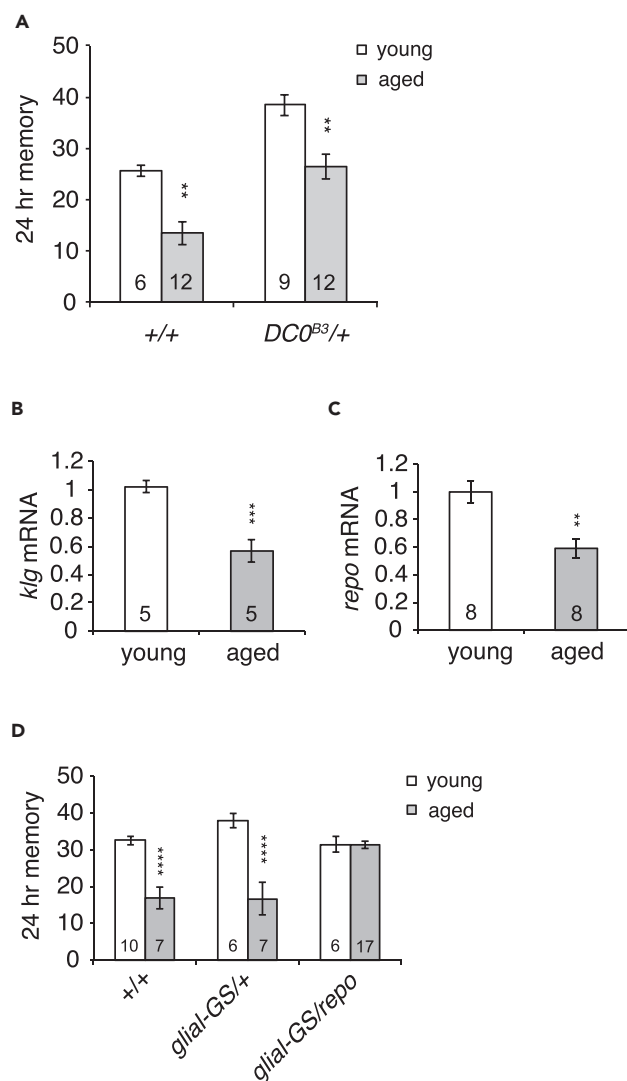 A
50
40
30
20
10
0
24 hr memory
young
aged
**
**
6 12 9 12
+/+ DC0ᴮ³/+
B
1.2
1
0.8
0.6
0.4
0.2
0
klg mRNA
***
5 5
young aged
C
1.2
1
0.8
0.6
0.4
0.2
0
repo mRNA
**
8 8
young aged
D
50
40
30
20
10
0
24 hr memory
young
aged
****
****
10 7 6 7 6 17
+/+ glial-GS/+ glial-GS/repo